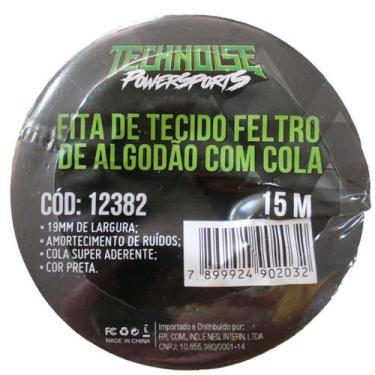 TECHNOISE
POWERSPORTS
FITA DE TECIDO FELTRO
DE ALGODÃO COM COLA
CÓD: 12382
15 M
• 19MM DE LARGURA;
• AMORTECIMENTO DE RUÍDOS;
• COLA SUPER ADERENTE;
• COR PRETA.
7 899924 902032
FC CE
MADE IN CHINA
Importado e Distribuído por:
FPL COM., IND. E NEG. INTERN. LTDA
CNPJ: 10.655.980/0001-14